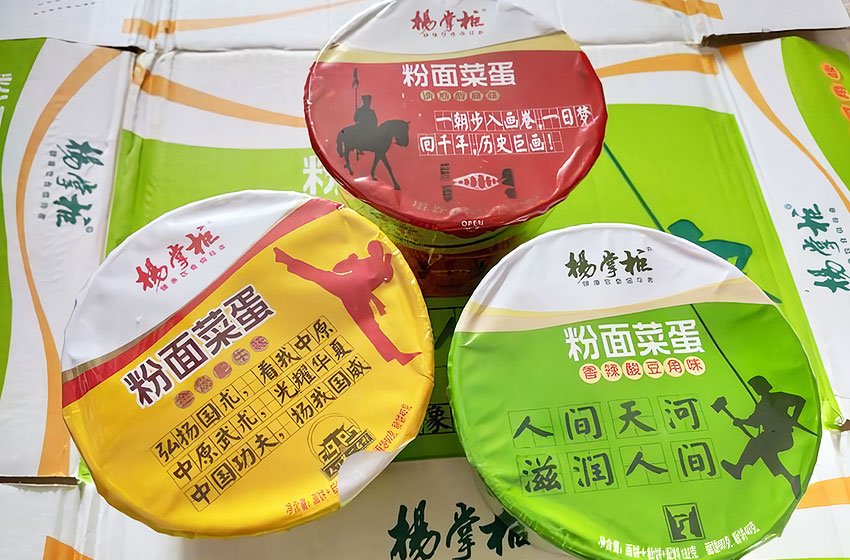 杨掌柜
粉面菜蛋
一朝步入画卷，一日梦
回千年，历史巨画！
OPEN
杨掌柜
粉面菜蛋
弘扬国术，看我中原
中原武术，光耀华夏
中国功夫，扬我国威
杨掌柜
粉面菜蛋
香辣酸豆角味
人间天河
滋润人间
杨掌柜
杨掌柜
杨掌柜
粉